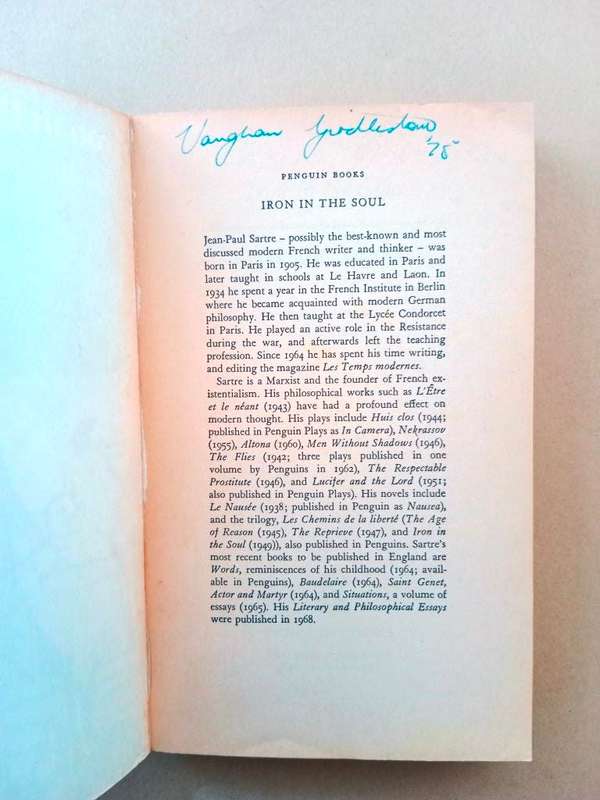 Vaughan
'75
PENGUIN BOOKS
IRON IN THE SOUL
Jean-Paul Sartre – possibly the best-known and most
discussed modern French writer and thinker – was
born in Paris in 1905. He was educated in Paris and
later taught in schools at Le Havre and Laon. In
1934 he spent a year in the French Institute in Berlin
where he became acquainted with modern German
philosophy. He then taught at the Lycée Condorcet
in Paris. He played an active role in the Resistance
during the war, and afterwards left the teaching
profession. Since 1964 he has spent his time writing,
and editing the magazine Les Temps modernes.
Sartre is a Marxist and the founder of French ex-
istentialism. His philosophical works such as L'Être
et le néant (1943) have had a profound effect on
modern thought. His plays include Huis clos (1944;
published in Penguin Plays as In Camera), Nekrassov
(1955), Altona (1960), Men Without Shadows (1946),
The Flies (1942; three plays published in one
volume by Penguins in 1962), The Respectable
Prostitute (1946), and Lucifer and the Lord (1951;
also published in Penguin Plays). His novels include
Le Nausée (1938; published in Penguin as Nausea),
and the trilogy, Les Chemins de la liberté (The Age
of Reason (1945), The Reprieve (1947), and Iron in
the Soul (1949)), also published in Penguins. Sartre's
most recent books to be published in England are
Words, reminiscences of his childhood (1964; avail-
able in Penguins), Baudelaire (1964), Saint Genet,
Actor and Martyr (1964), and Situations, a volume of
essays (1965). His Literary and Philosophical Essays
were published in 1968.